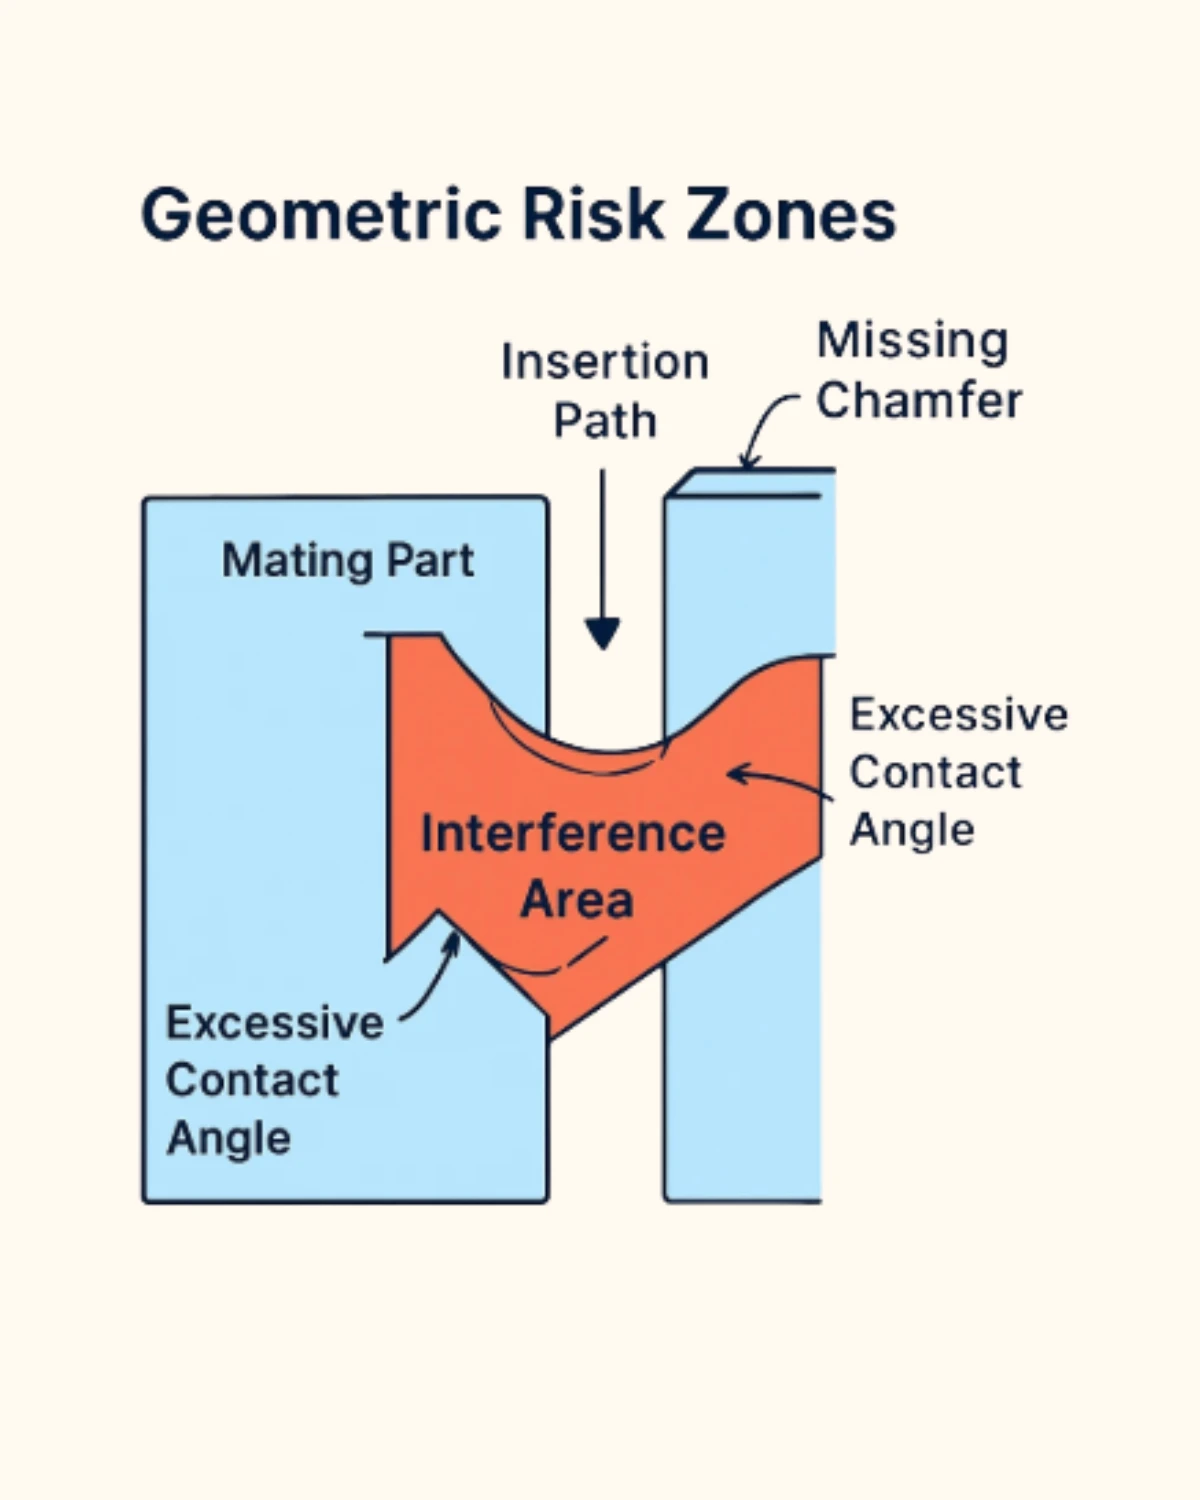 Geometric Risk Zones
Insertion
Path
Missing
Chamfer
Mating Part
Excessive
Contact
Angle
Interference
Area
Excessive
Contact
Angle